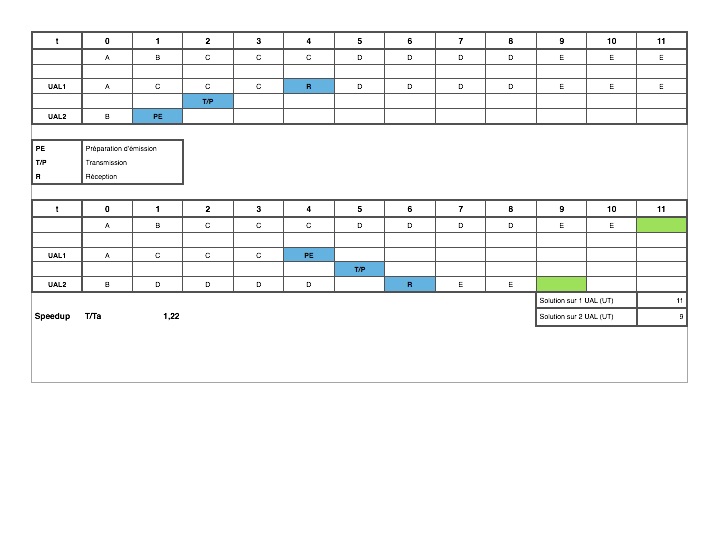 t 0 1 2 3 4 5 6 7 8 9 10 11
A B C C C D D D D E E E
UAL1 A C C C R D D D D E E E
T/P
UAL2 B PE
PE Préparation d'émission
T/P Transmission
R Réception
t 0 1 2 3 4 5 6 7 8 9 10 11
A B C C C D D D D E E
UAL1 A C C C PE
T/P
UAL2 B D D D D R E E
Solution sur 1 UAL (UT) 11
Speedup T/Ta 1,22 Solution sur 2 UAL (UT) 9